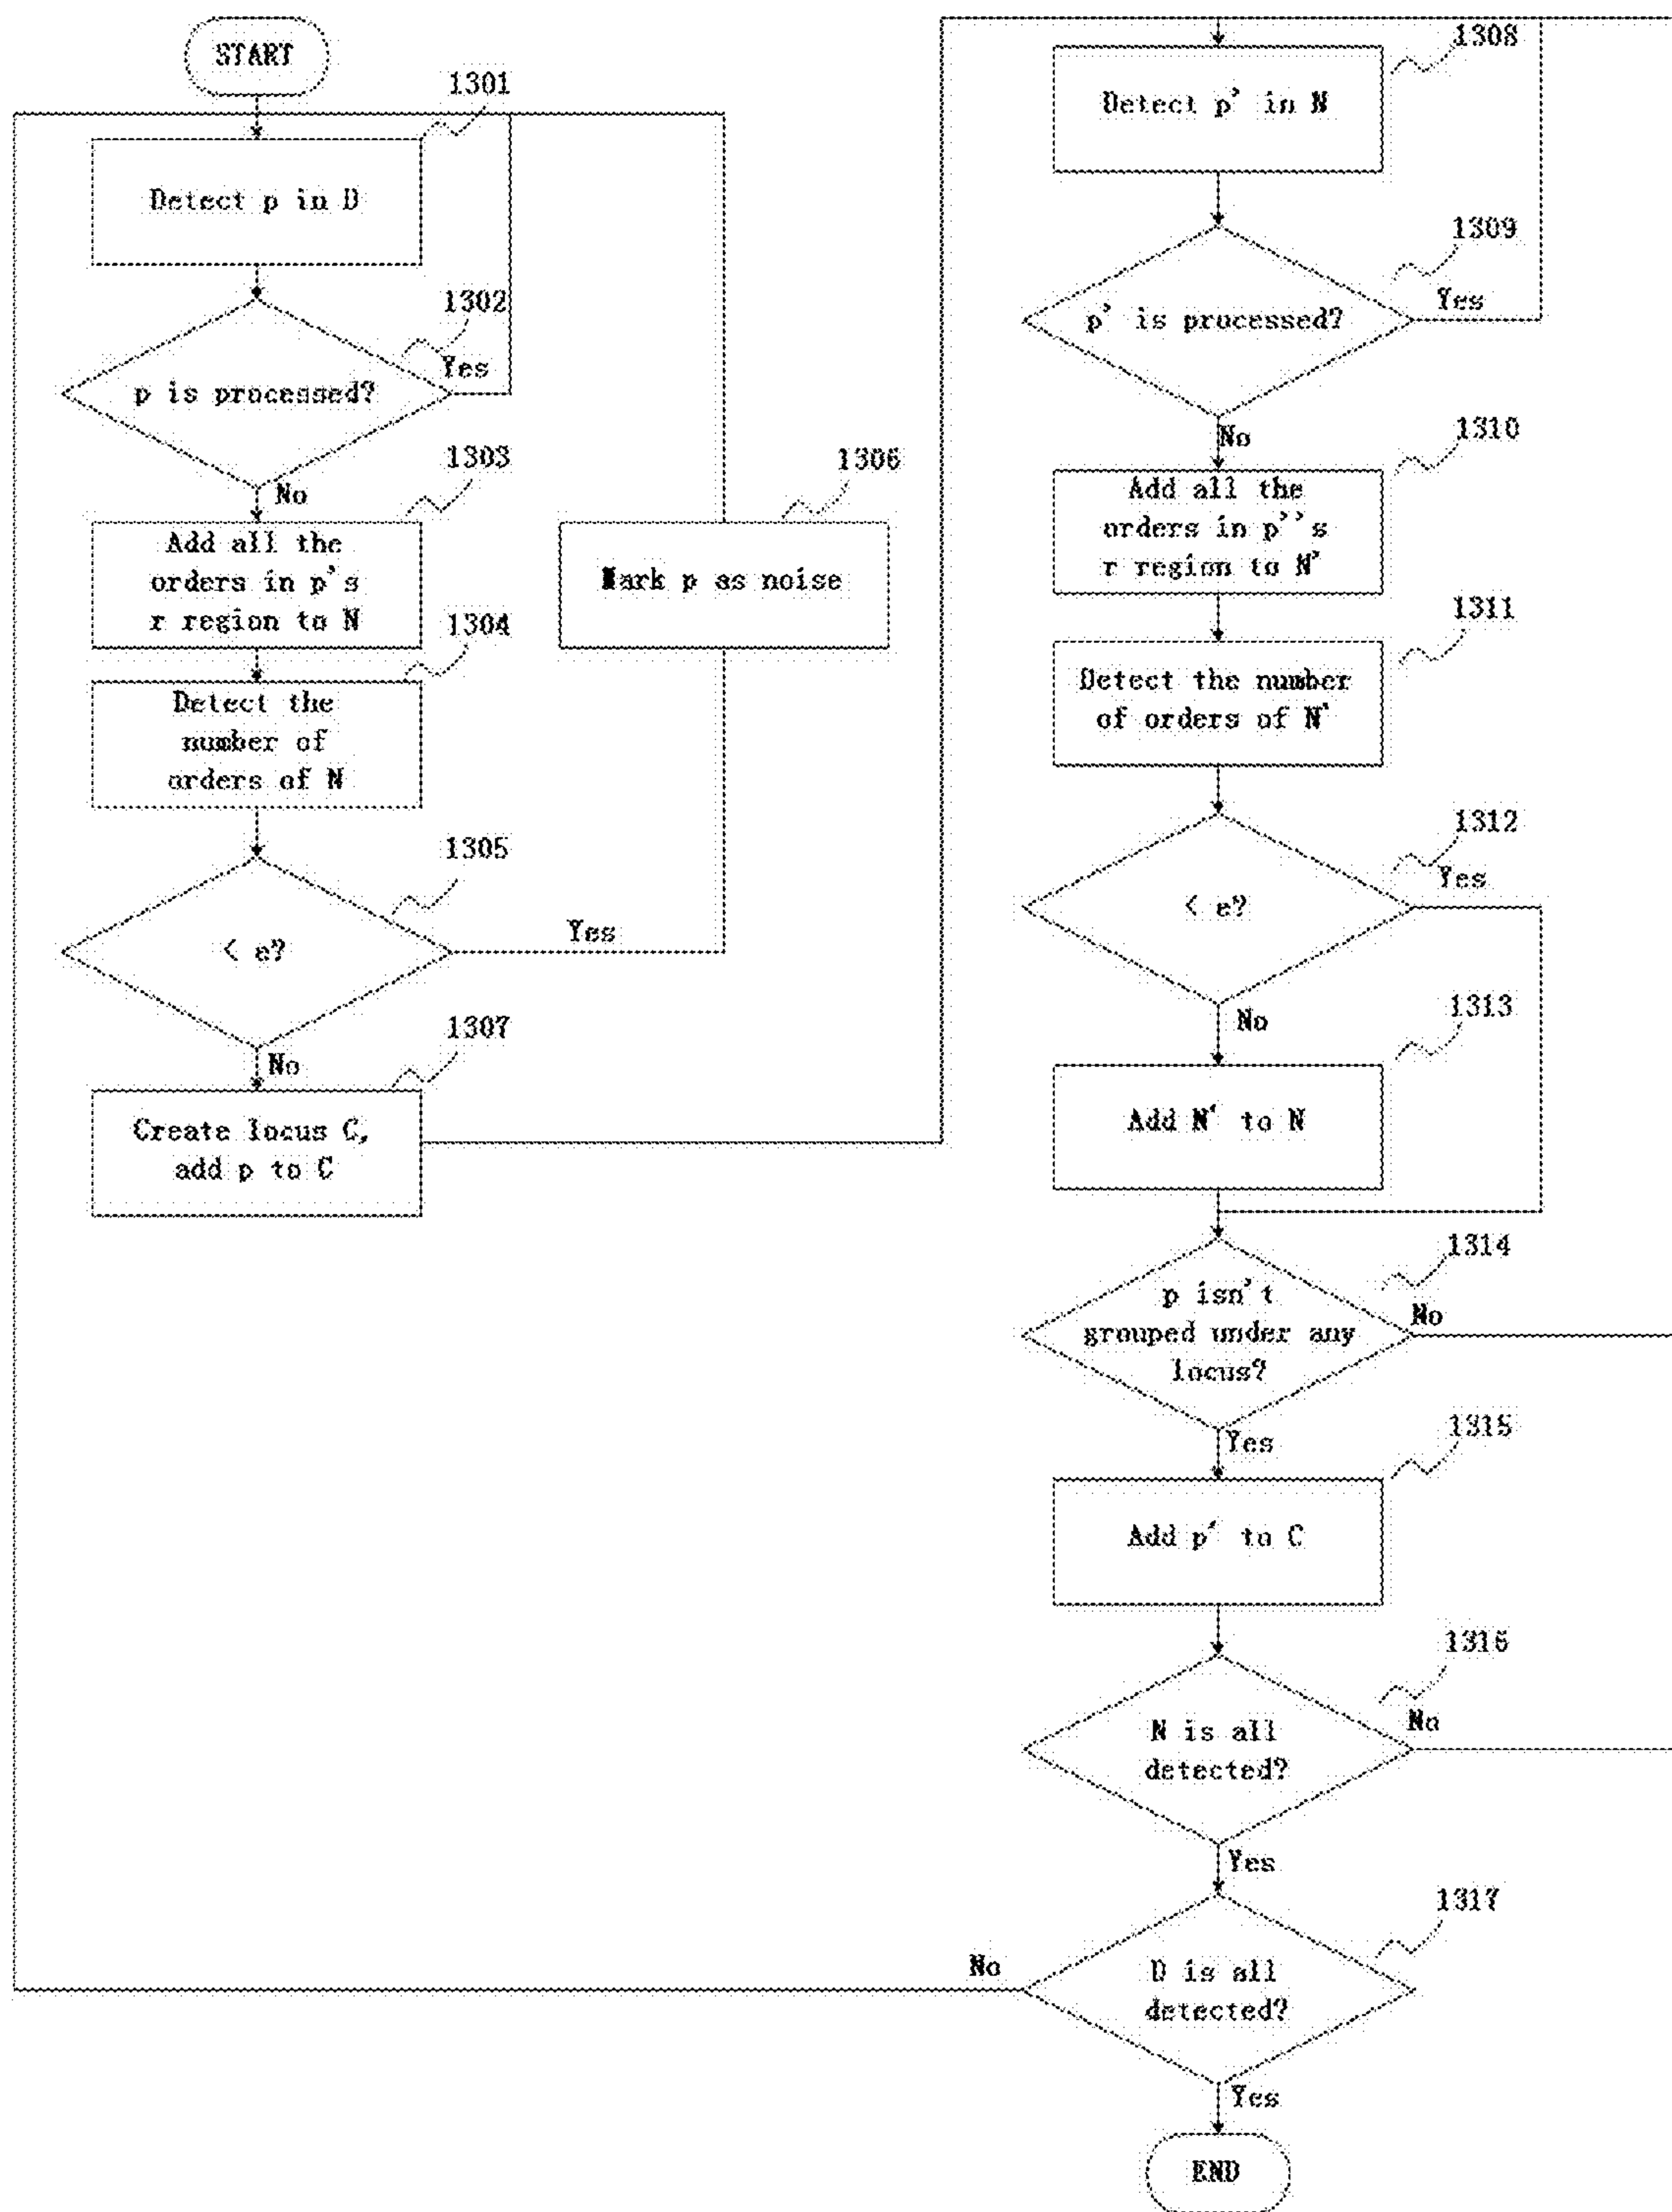 START
1301
Detect p in D
1302
Yes
p is processed?
No
1303
Add all the
orders in p's
r region to N
1304
Detect the
number of
orders of N
1305
< e?
Yes
1306
Mark p as noise
No
1307
Create locus C,
add p to C
1308
Detect p' in N
1309
Yes
p' is processed?
No
1310
Add all the
orders in p''s
r region to N'
1311
Detect the number
of orders of N'
1312
Yes
< e?
No
1313
Add N' to N
1314
p isn't
grouped under any
locus?
No
Yes
1315
Add p' to C
1316
N is all
detected?
No
Yes
1317
D is all
detected?
No
Yes
END